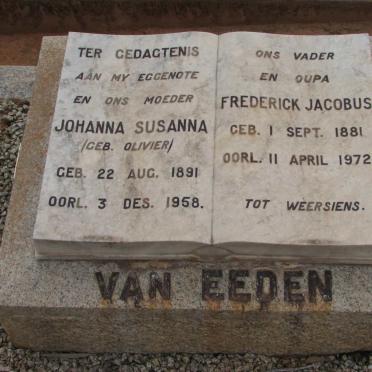 TER GEDAGTENIS
AAN MY EGGENOTE
EN ONS MOEDER
JOHANNA SUSANNA
(GEB. OLIVIER)
GEB. 22 AUG. 1891
OORL. 3 DES. 1958.
ONS VADER
EN OUPA
FREDERICK JACOBUS
GEB. 1 SEPT. 1881
OORL. 11 APRIL 1972
TOT WEERSIENS.
VAN EEDEN